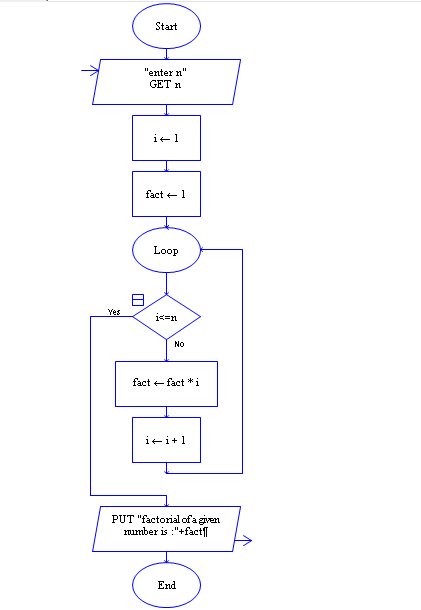 Start
"enter n"
GET n
i ← 1
fact ← 1
Loop
Yes
i<=n
No
fact ← fact * i
i ← i + 1
PUT "factorial of a given
number is :"+fact¶
End